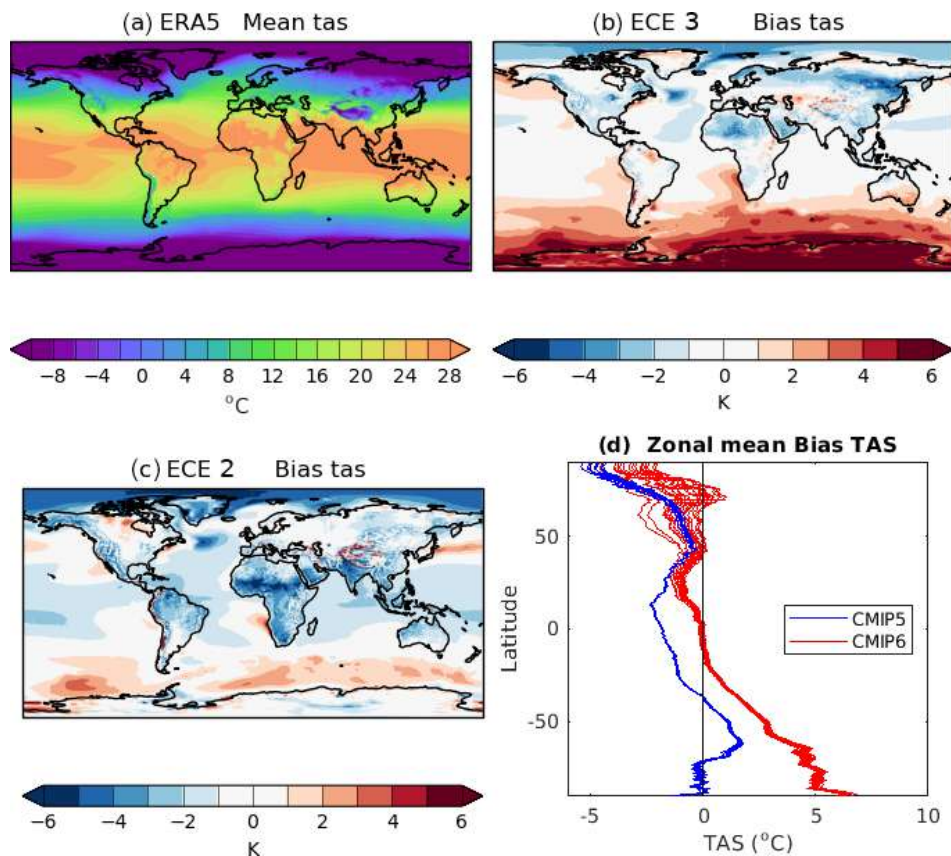 (a) ERA5 Mean tas
(b) ECE 3 Bias tas
−8 −4 0 4 8 12 16 20 24 28
°C
−6 −4 −2 0 2 4 6
K
(c) ECE 2 Bias tas
−6 −4 −2 0 2 4 6
K
(d) Zonal mean Bias TAS
50
0
-50
Latitude
CMIP5
CMIP6
-5 0 5 10
TAS (°C)